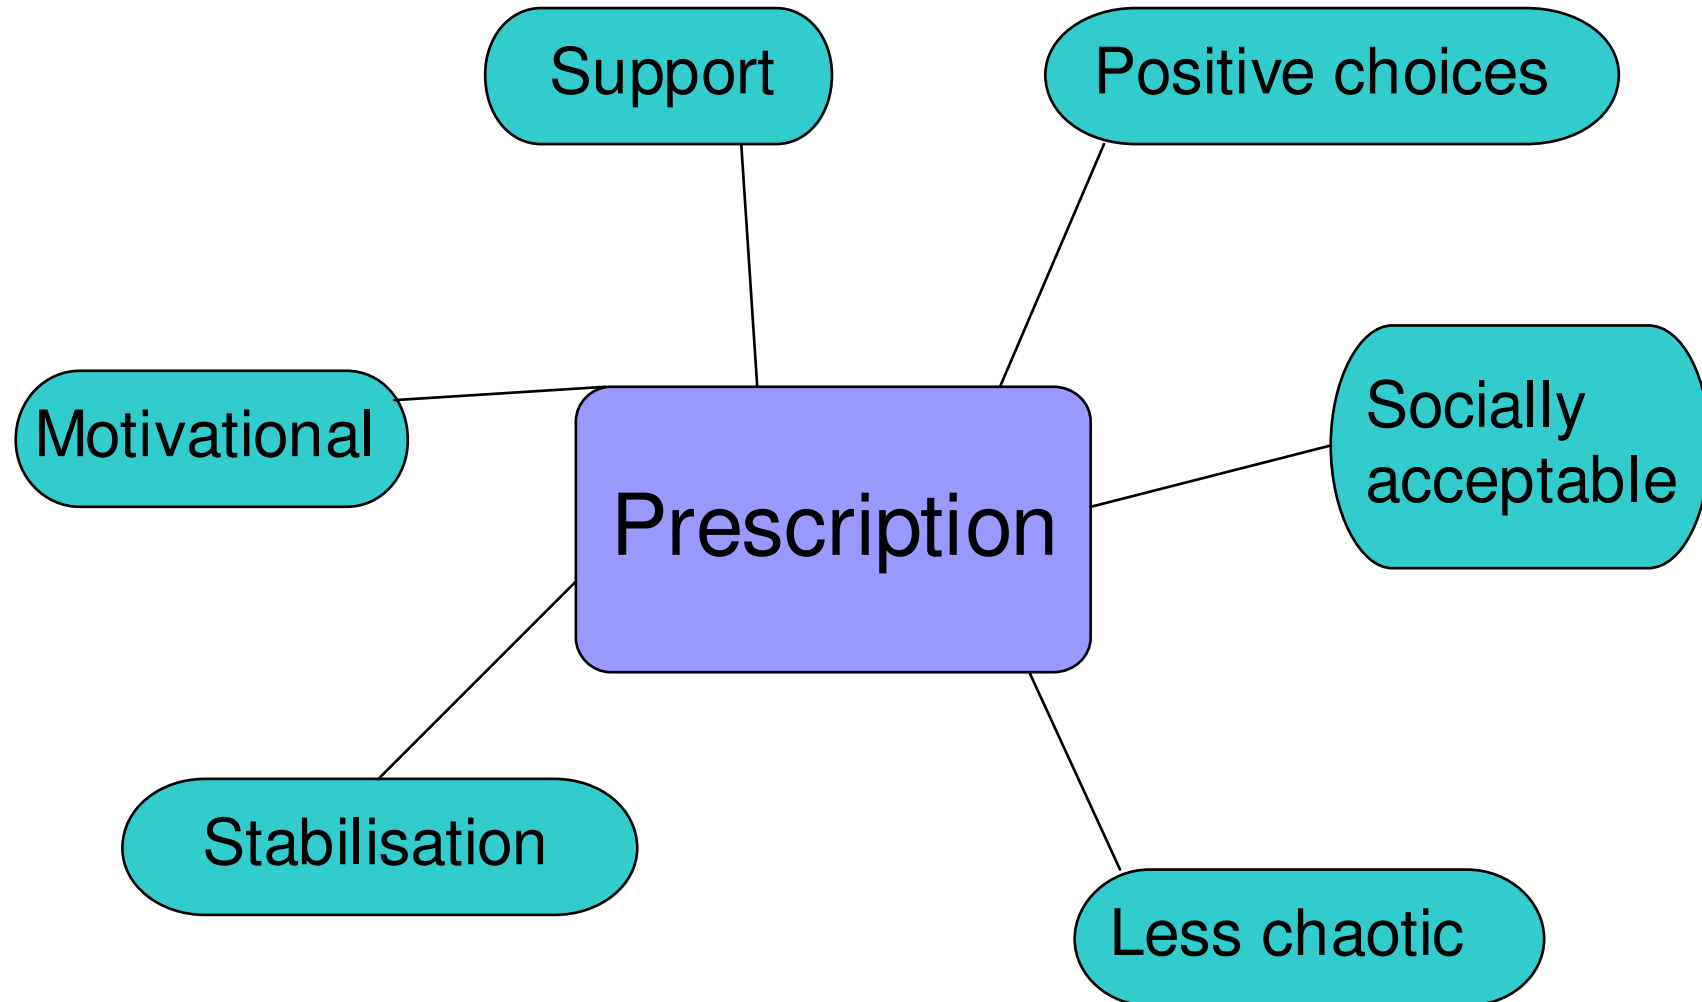 Support
Positive choices
Motivational
Socially
acceptable
Prescription
Stabilisation
Less chaotic